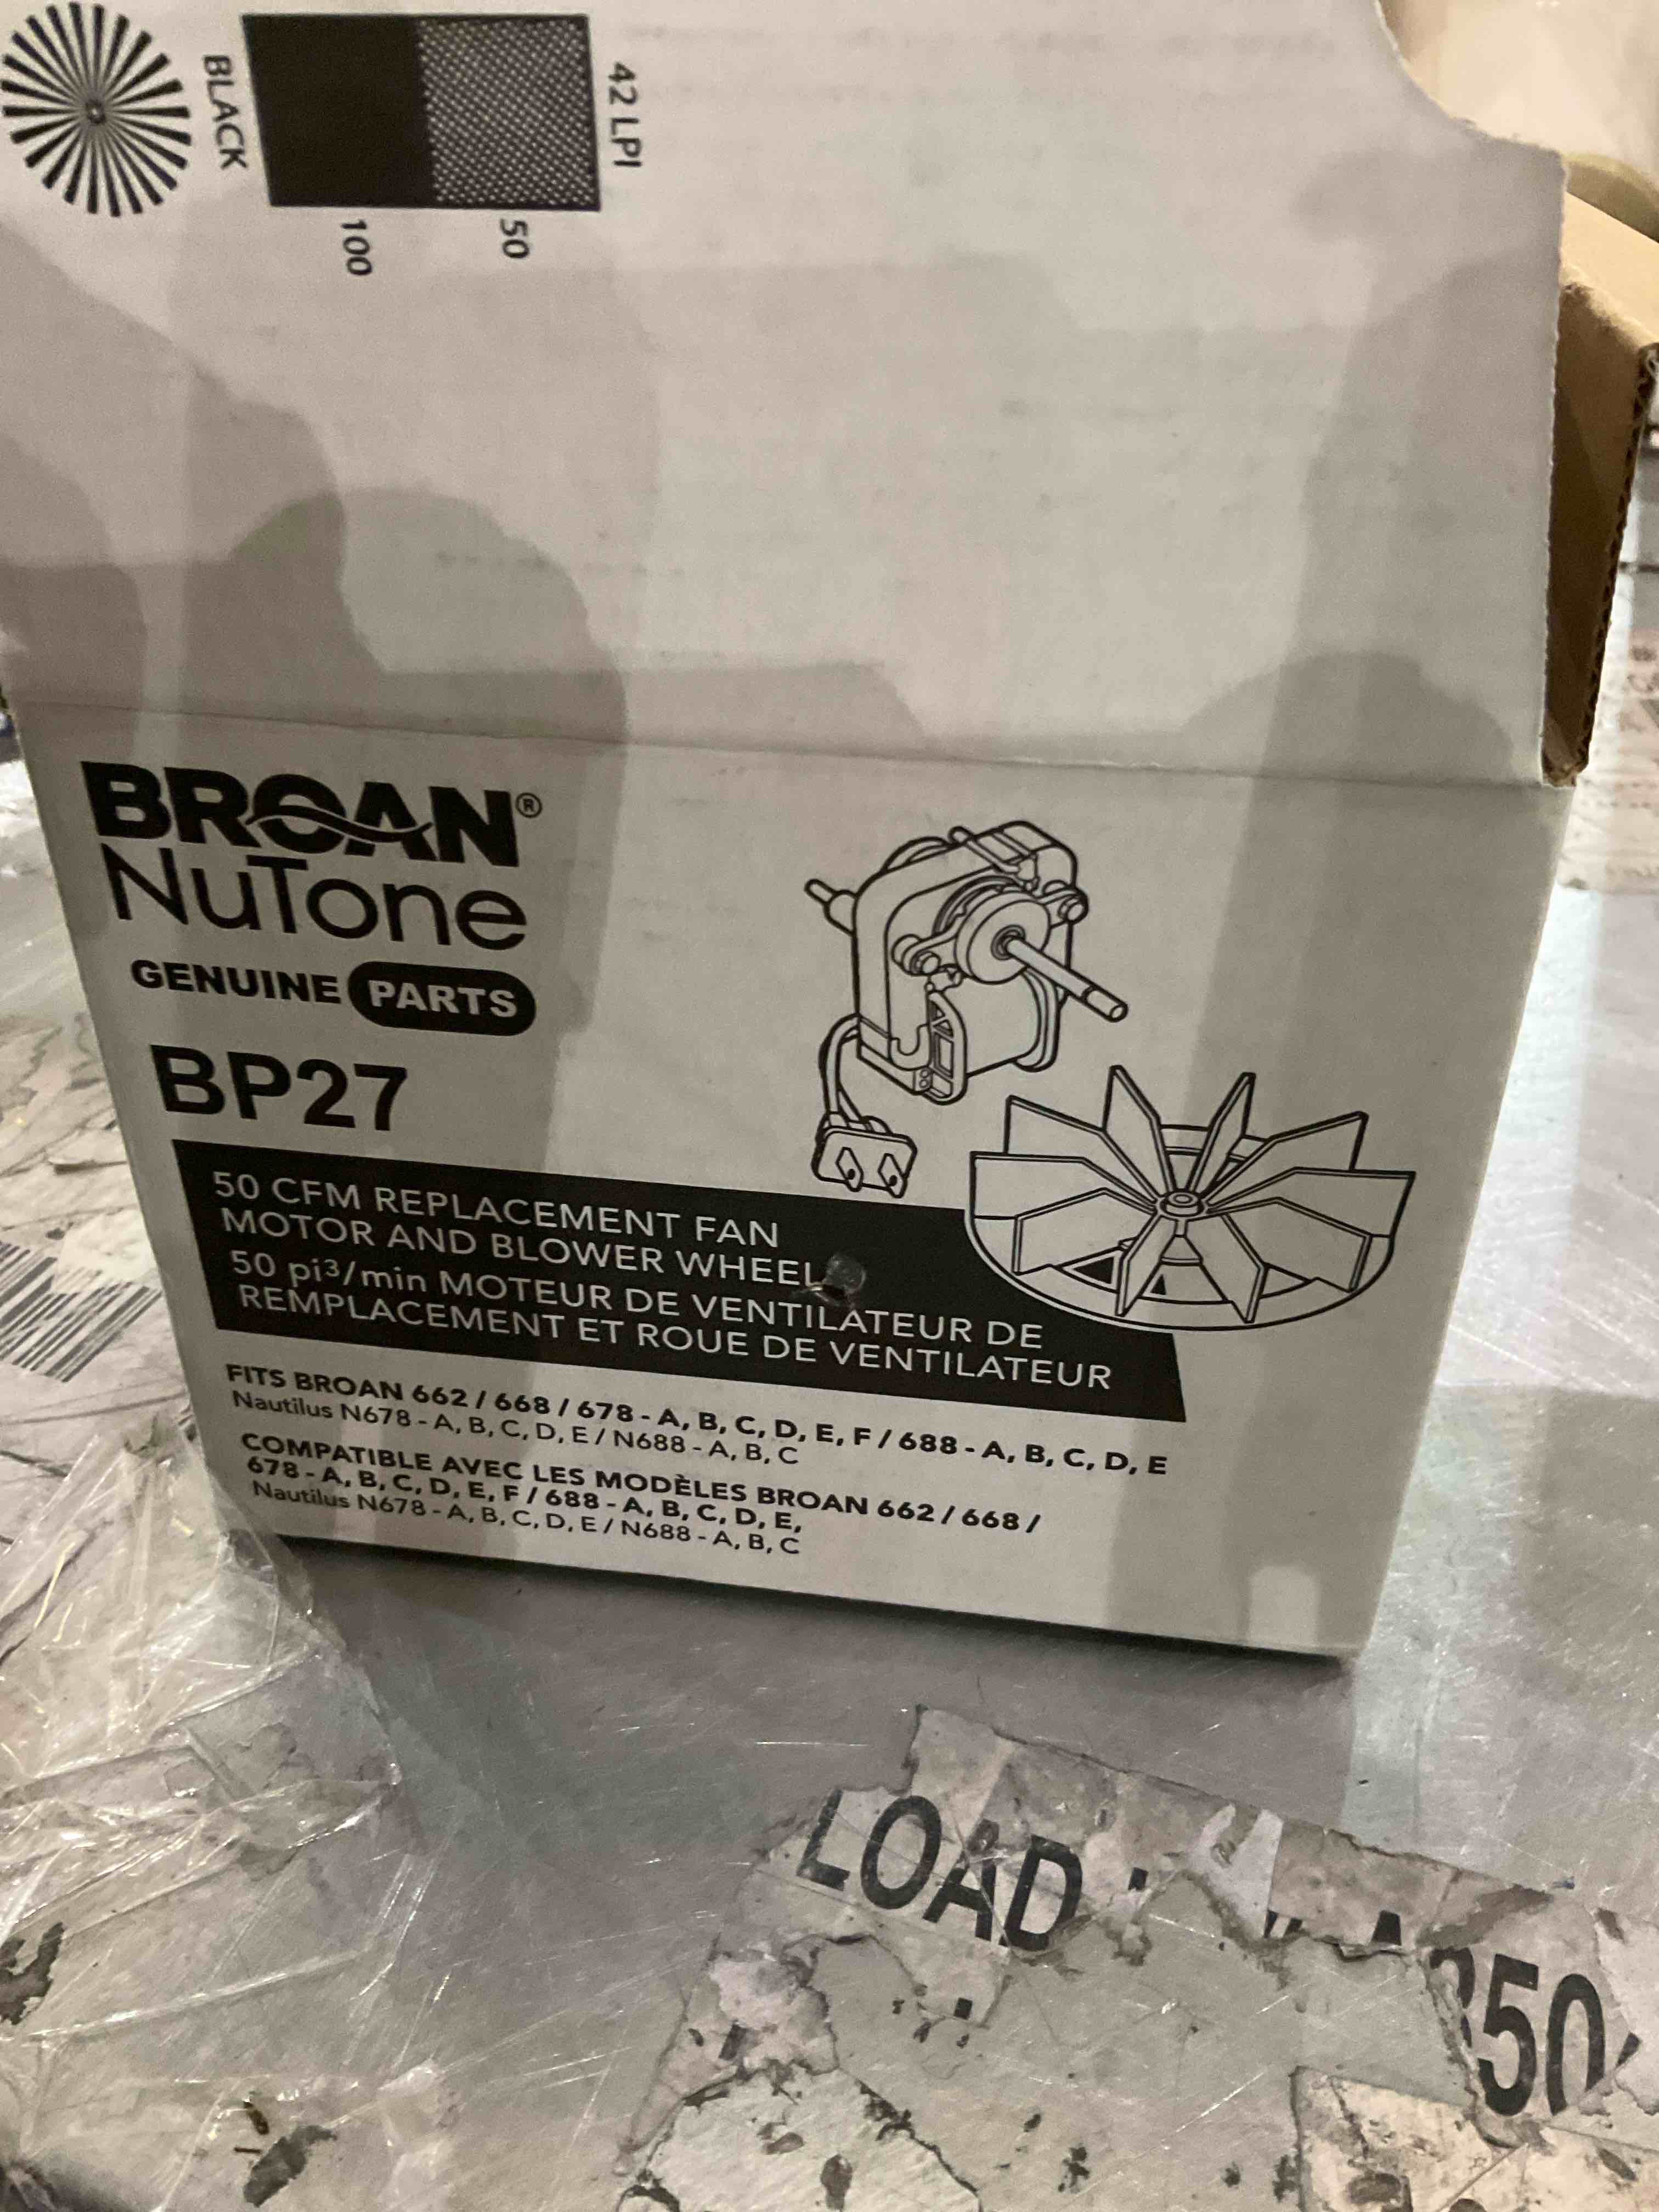 BLACK
42 LPI
100
50
BROAN®
NuTone
GENUINE PARTS
BP27
50 CFM REPLACEMENT FAN
MOTOR AND BLOWER WHEEL
50 pi³/min MOTEUR DE VENTILATEUR DE
REMPLACEMENT ET ROUE DE VENTILATEUR
FITS BROAN 662 / 668 / 678 - A, B, C, D, E, F / 688 - A, B, C, D, E
Nautilus N678 - A, B, C, D, E / N688 - A, B, C
COMPATIBLE AVEC LES MODÈLES BROAN 662 / 668 /
678 - A, B, C, D, E, F / 688 - A, B, C, D, E,
Nautilus N678 - A, B, C, D, E / N688 - A, B, C
LOAD